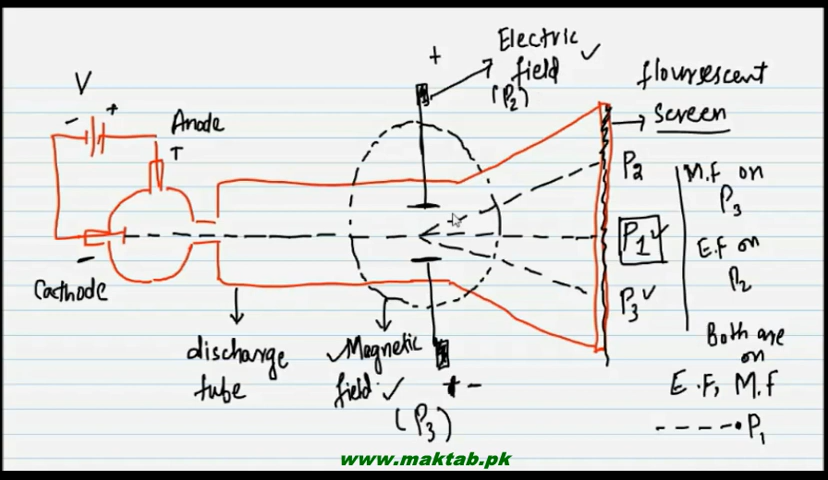 Electric
field
(P2)
+
V
- +
Anode
+
flourescent
screen
P2
M.F on
P3
P1
E.F on
P2
P3
Cacthode
-
Both are
on
discharge
tube
Magnetic
field.
(P3)
+ -
E.F, M.F
-----• P1
www.maktab.pk